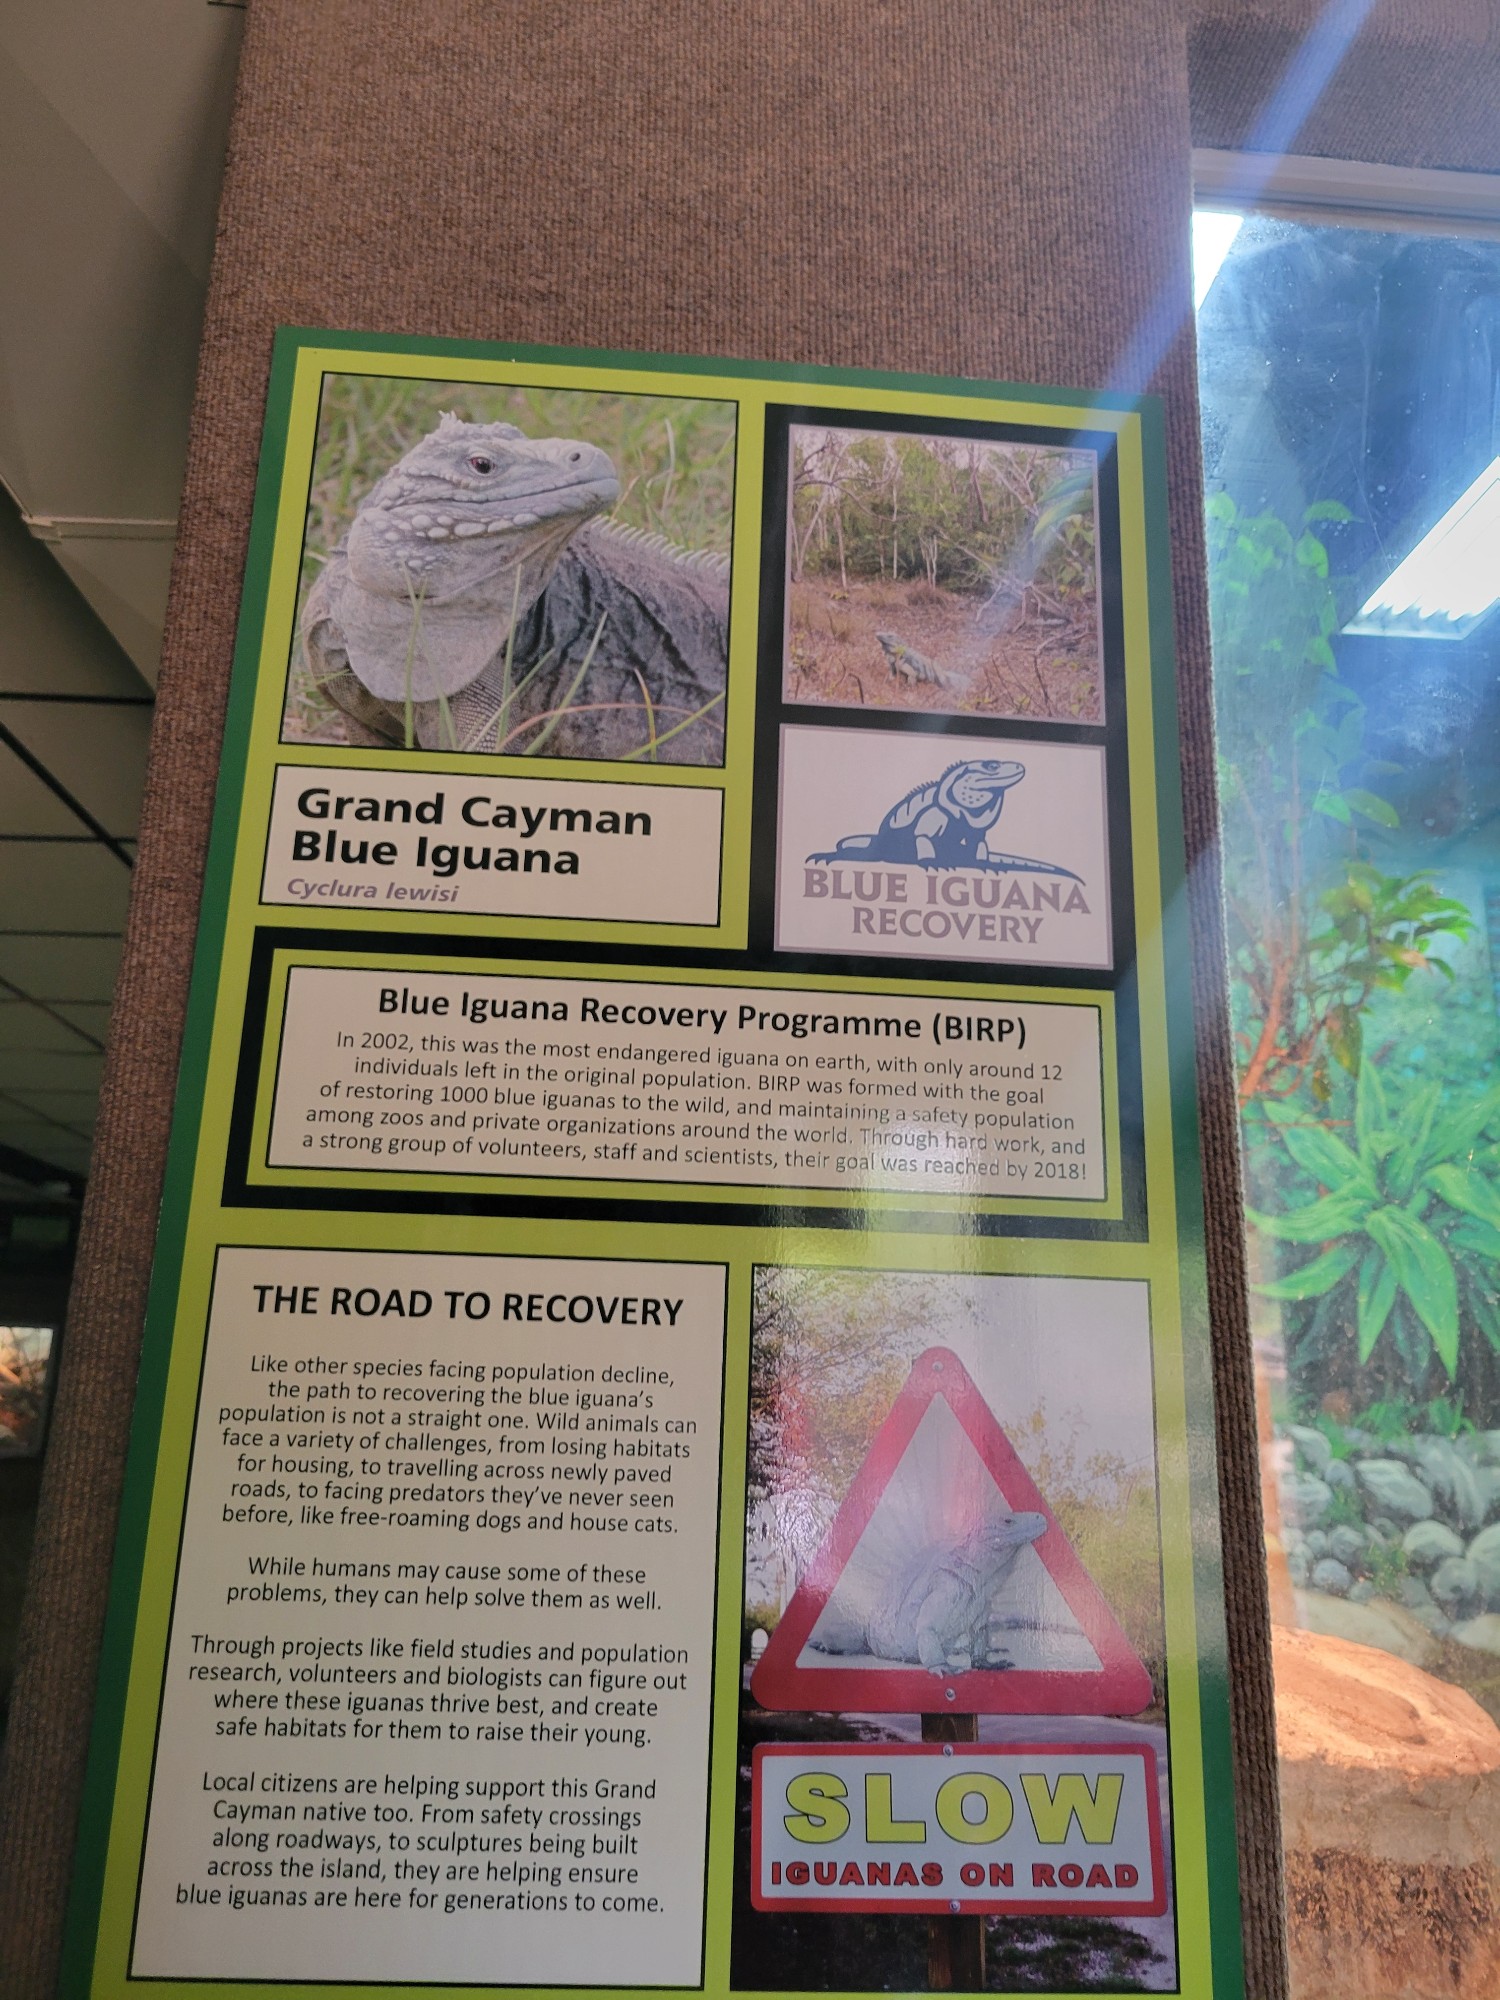 Grand Cayman
Blue Iguana
Cyclura lewisi
BLUE IGUANA
RECOVERY
Blue Iguana Recovery Programme (BIRP)
In 2002, this was the most endangered iguana on earth, with only around 12
individuals left in the original population. BIRP was formed with the goal
of restoring 1000 blue iguanas to the wild, and maintaining a safety population
among zoos and private organizations around the world. Through hard work, and
a strong group of volunteers, staff and scientists, their goal was reached by 2018!
THE ROAD TO RECOVERY
Like other species facing population decline,
the path to recovering the blue iguana's
population is not a straight one. Wild animals can
face a variety of challenges, from losing habitats
for housing, to travelling across newly paved
roads, to facing predators they've never seen
before, like free-roaming dogs and house cats.
While humans may cause some of these
problems, they can help solve them as well.
Through projects like field studies and population
research, volunteers and biologists can figure out
where these iguanas thrive best, and create
safe habitats for them to raise their young.
Local citizens are helping support this Grand
Cayman native too. From safety crossings
along roadways, to sculptures being built
across the island, they are helping ensure
blue iguanas are here for generations to come.
SLOW
IGUANAS ON ROAD